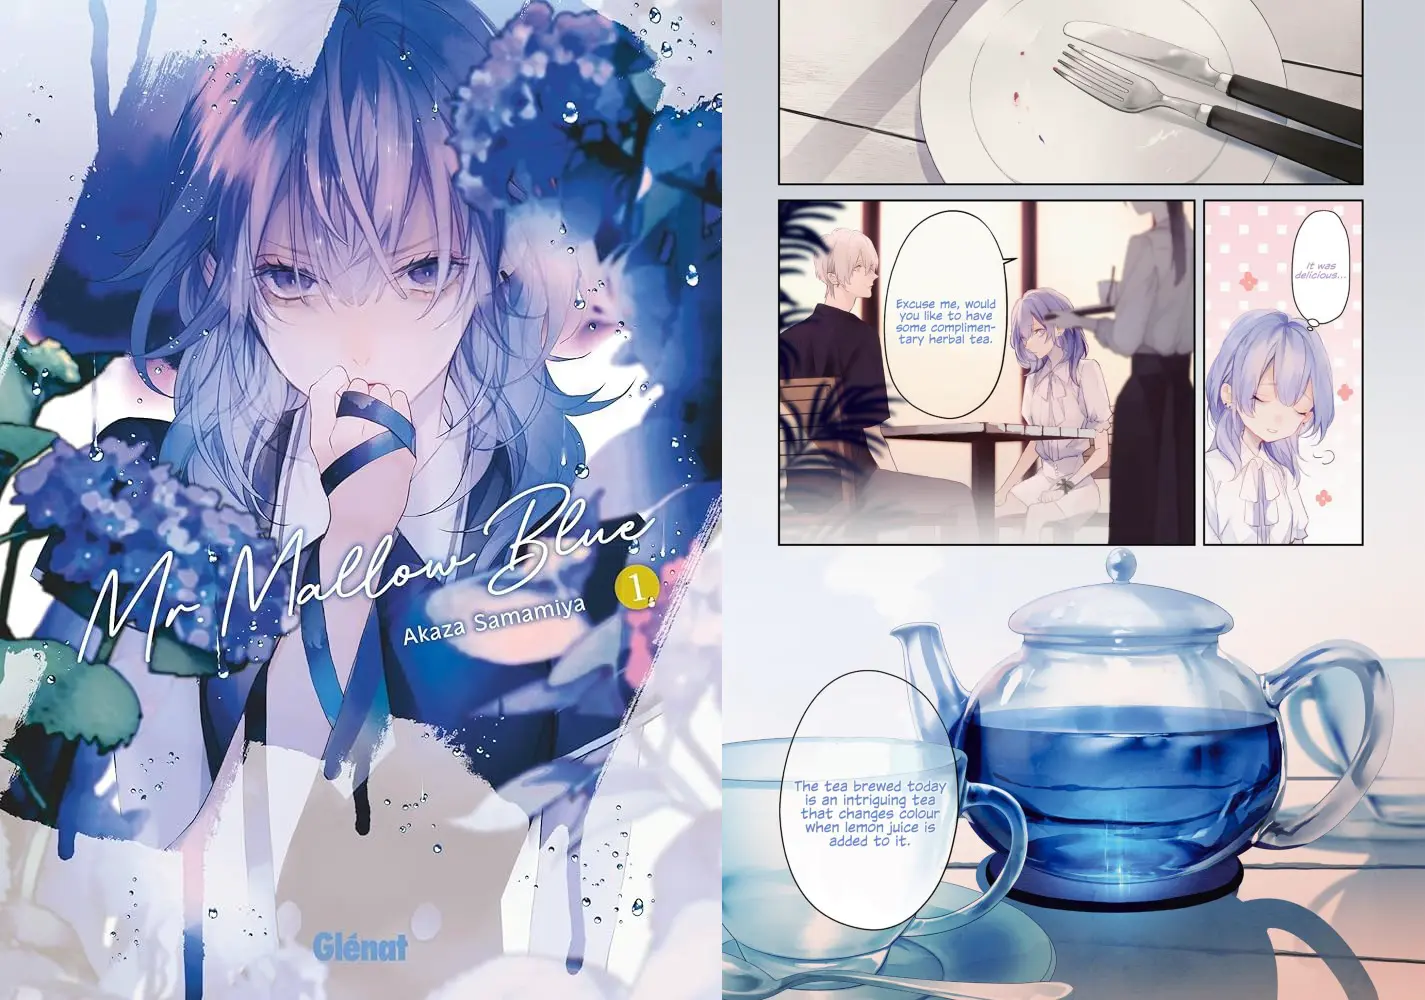 Mr Mallow Blue
1
Akaza Samamiya
Glénat
Excuse me, would
you like to have
some complimen-
tary herbal tea.
It was
delicious...
The tea brewed today
is an intriguing tea
that changes colour
when lemon juice is
added to it.